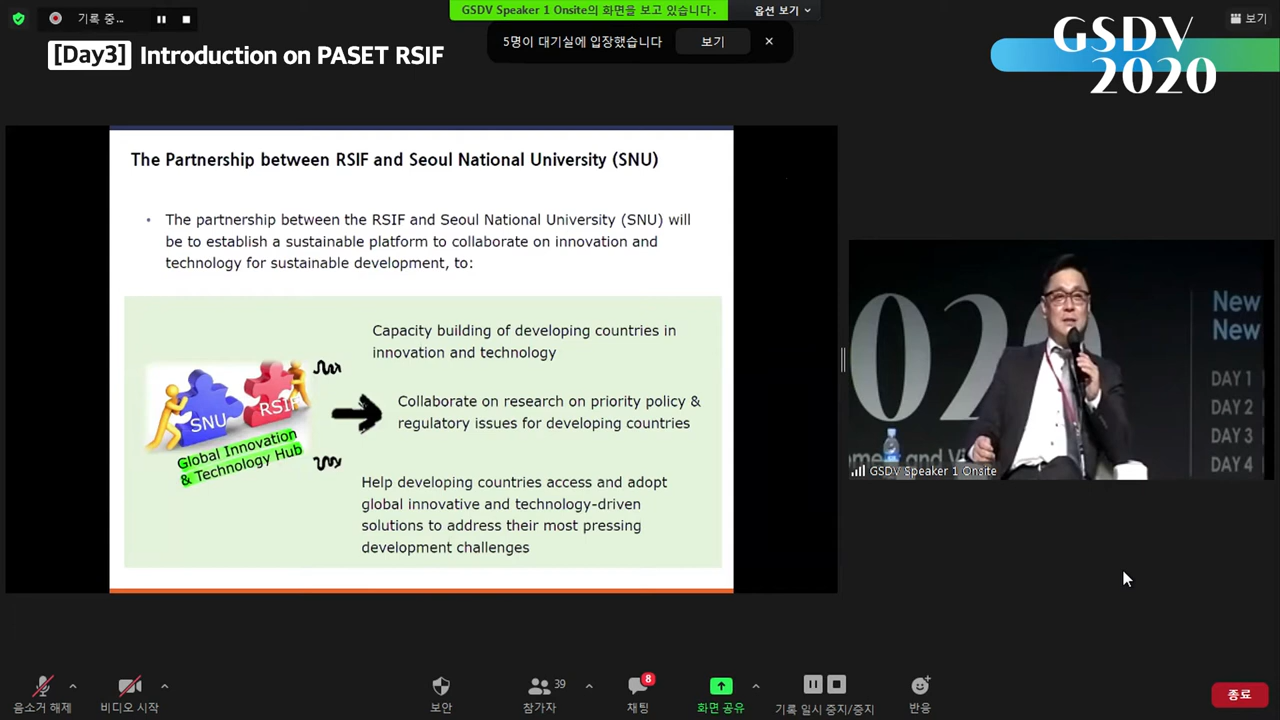 기록 중...
GSDV Speaker 1 Onsite의 화면을 보고 있습니다.
옵션 보기
보기
5명이 대기실에 입장했습니다
보기
[Day3] Introduction on PASET RSIF
GSDV
2020
The Partnership between RSIF and Seoul National University (SNU)
• The partnership between the RSIF and Seoul National University (SNU) will
be to establish a sustainable platform to collaborate on innovation and
technology for sustainable development, to:
Capacity building of developing countries in
innovation and technology
SNU
RSIF
Collaborate on research on priority policy &
regulatory issues for developing countries
Global Innovation
& Technology Hub
Help developing countries access and adopt
global innovative and technology-driven
solutions to address their most pressing
development challenges
020
New
New
DAY 1
DAY 2
DAY 3
DAY 4
GSDV Speaker 1 Onsite
음소거 해제
비디오 시작
보안
39
참가자
8
채팅
화면 공유
기록 일시 중지/중지
반응
종료